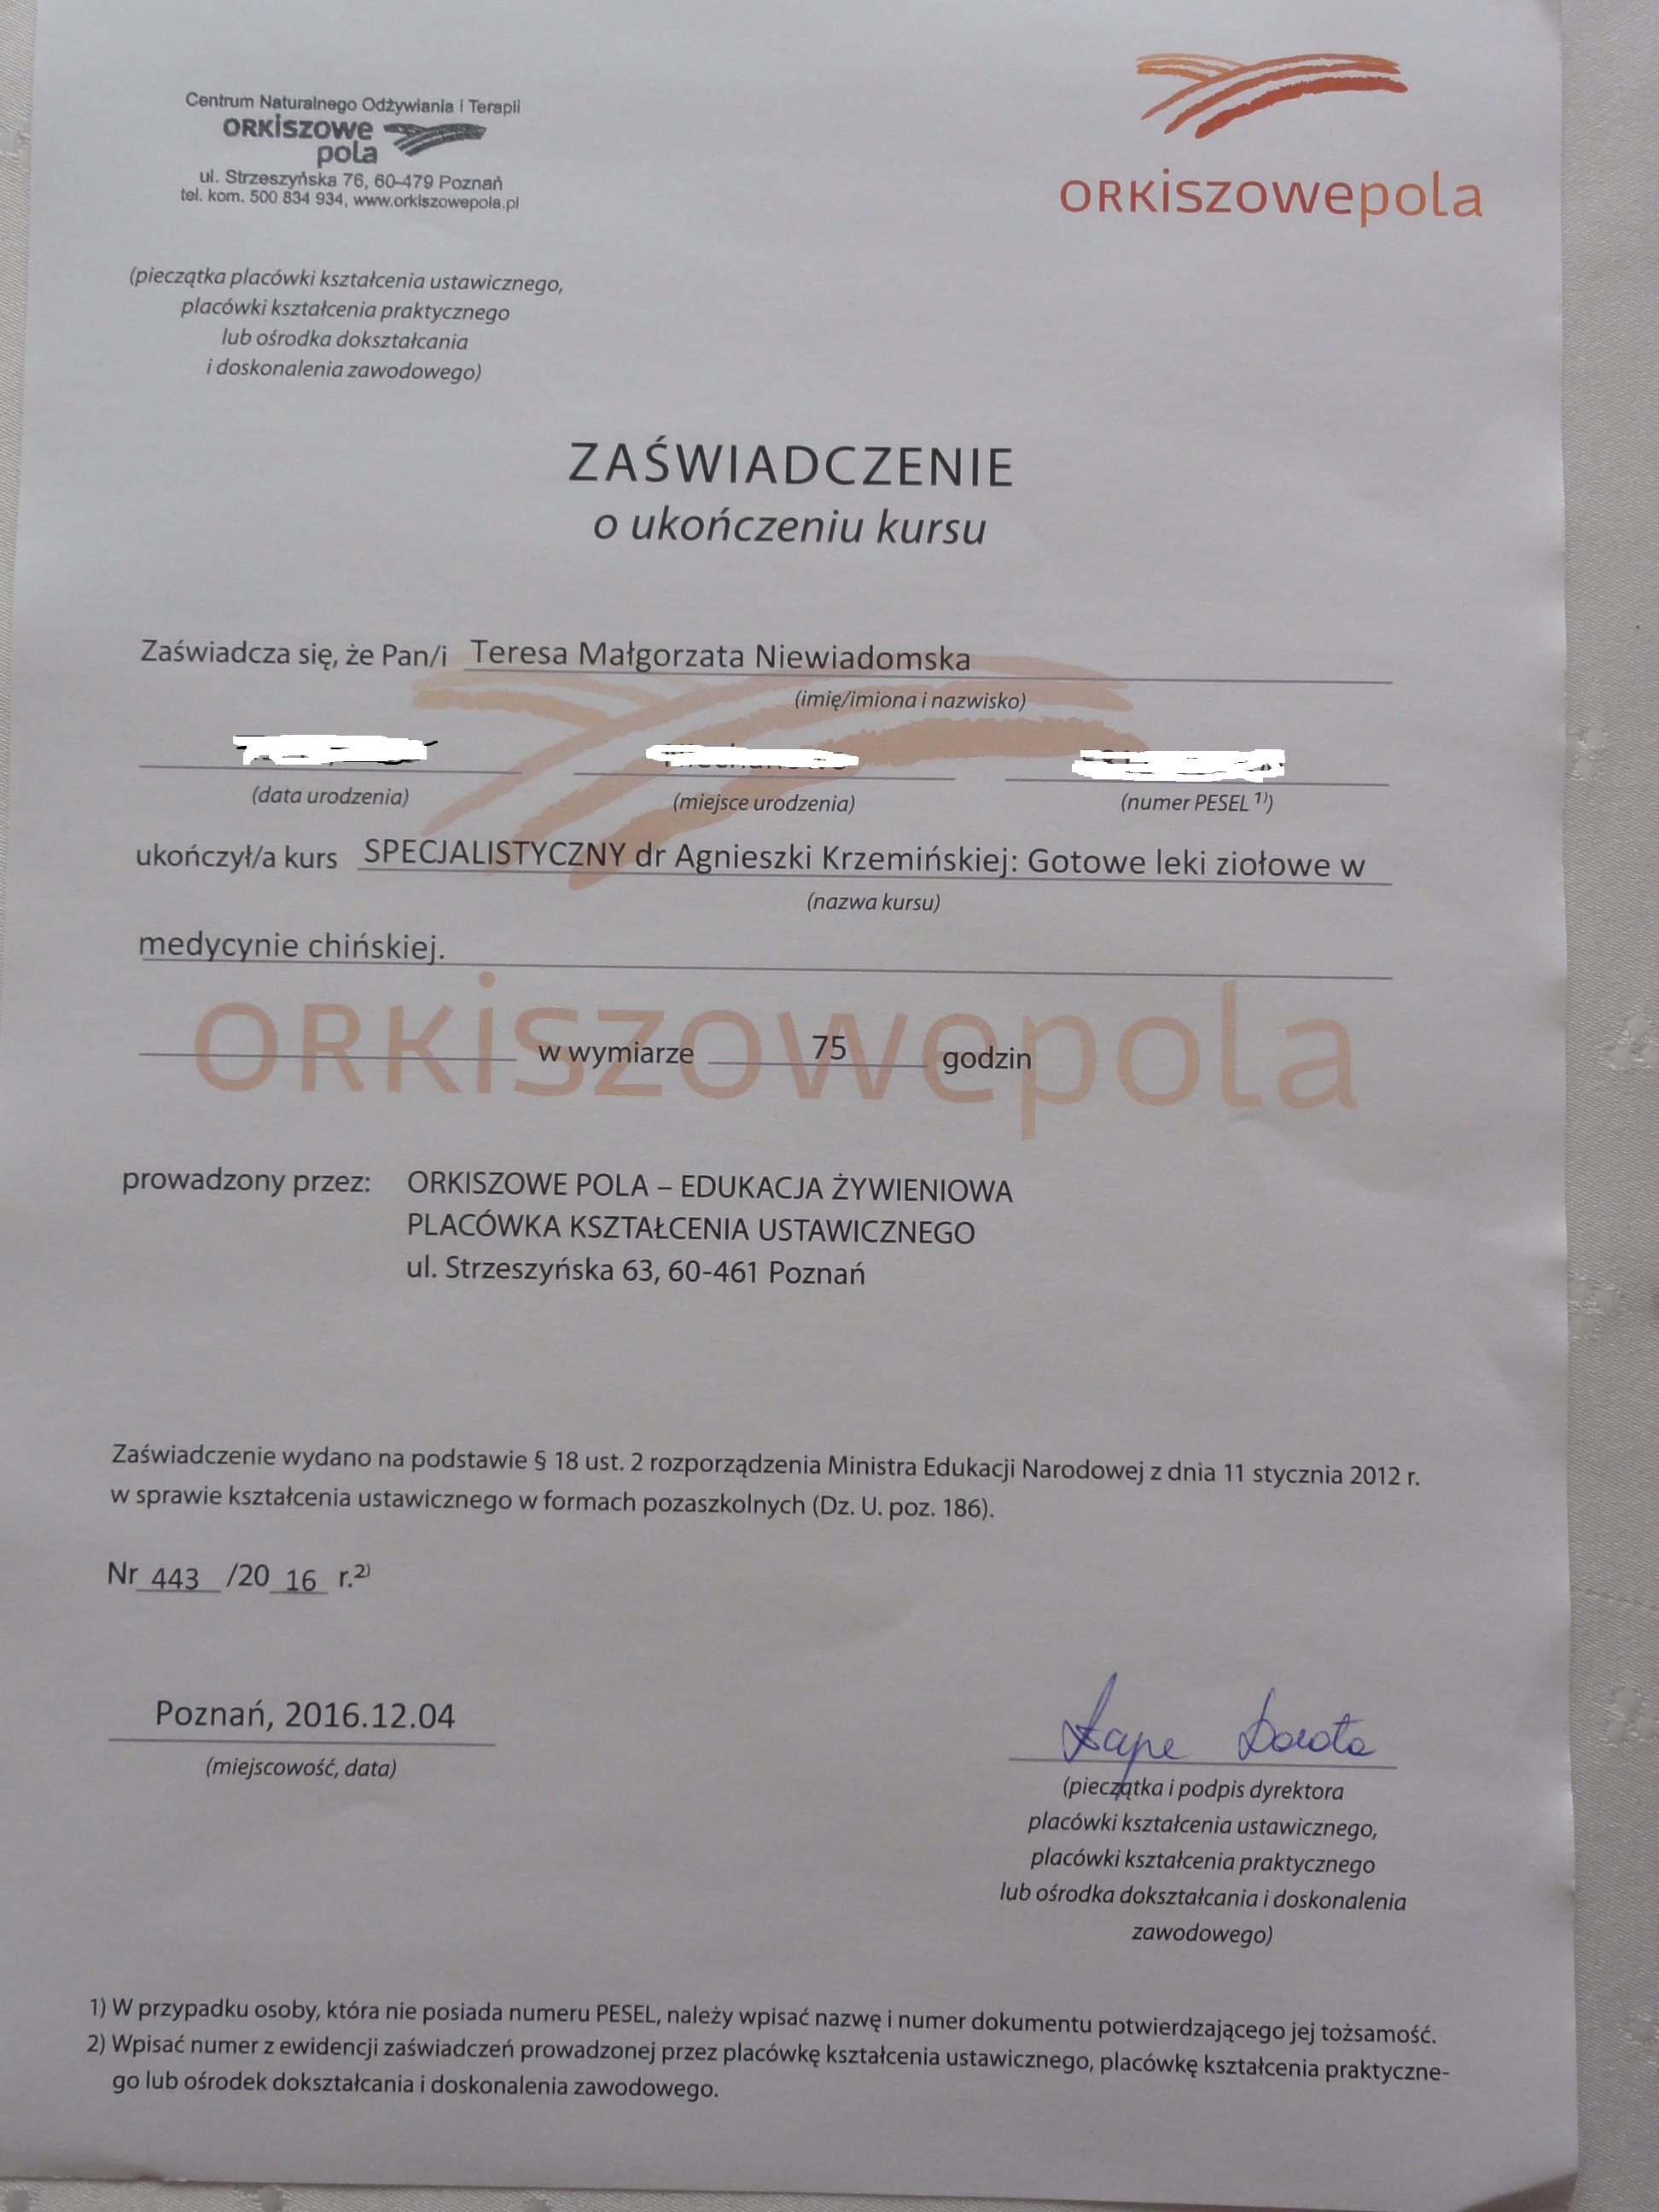 Centrum Naturalnego Odżywiania i Terapii
ORKiSZOWe
pola
ul. Strzeszyńska 76, 60-479 Poznań
tel. kom. 500 834 934, www.orkiszowepola.pl
ORKiSZOWepola
(pieczątka placówki kształcenia ustawicznego,
placówki kształcenia praktycznego
lub ośrodka dokształcania
i doskonalenia zawodowego)
ZAŚWIADCZENIE
o ukończeniu kursu
Zaświadcza się, że Pan/i Teresa Małgorzata Niewiadomska
(imię/imiona i nazwisko)
(data urodzenia) (miejsce urodzenia) (numer PESEL 1))
ukończył/a kurs SPECJALISTYCZNY dr Agnieszki Krzemińskiej: Gotowe leki ziołowe w
(nazwa kursu)
medycynie chińskiej.
ORKiSZOWepola
w wymiarze 75 godzin
prowadzony przez: ORKISZOWE POLA – EDUKACJA ŻYWIENIOWA
PLACÓWKA KSZTAŁCENIA USTAWICZNEGO
ul. Strzeszyńska 63, 60-461 Poznań
Zaświadczenie wydano na podstawie § 18 ust. 2 rozporządzenia Ministra Edukacji Narodowej z dnia 11 stycznia 2012 r.
w sprawie kształcenia ustawicznego w formach pozaszkolnych (Dz. U. poz. 186).
Nr 443 /20 16 r.2)
Poznań, 2016.12.04
(miejscowość, data)
Dorota
(pieczątka i podpis dyrektora
placówki kształcenia ustawicznego,
placówki kształcenia praktycznego
lub ośrodka dokształcania i doskonalenia
zawodowego)
1) W przypadku osoby, która nie posiada numeru PESEL, należy wpisać nazwę i numer dokumentu potwierdzającego jej tożsamość.
2) Wpisać numer z ewidencji zaświadczeń prowadzonej przez placówkę kształcenia ustawicznego, placówkę kształcenia praktyczne-
go lub ośrodek dokształcania i doskonalenia zawodowego.